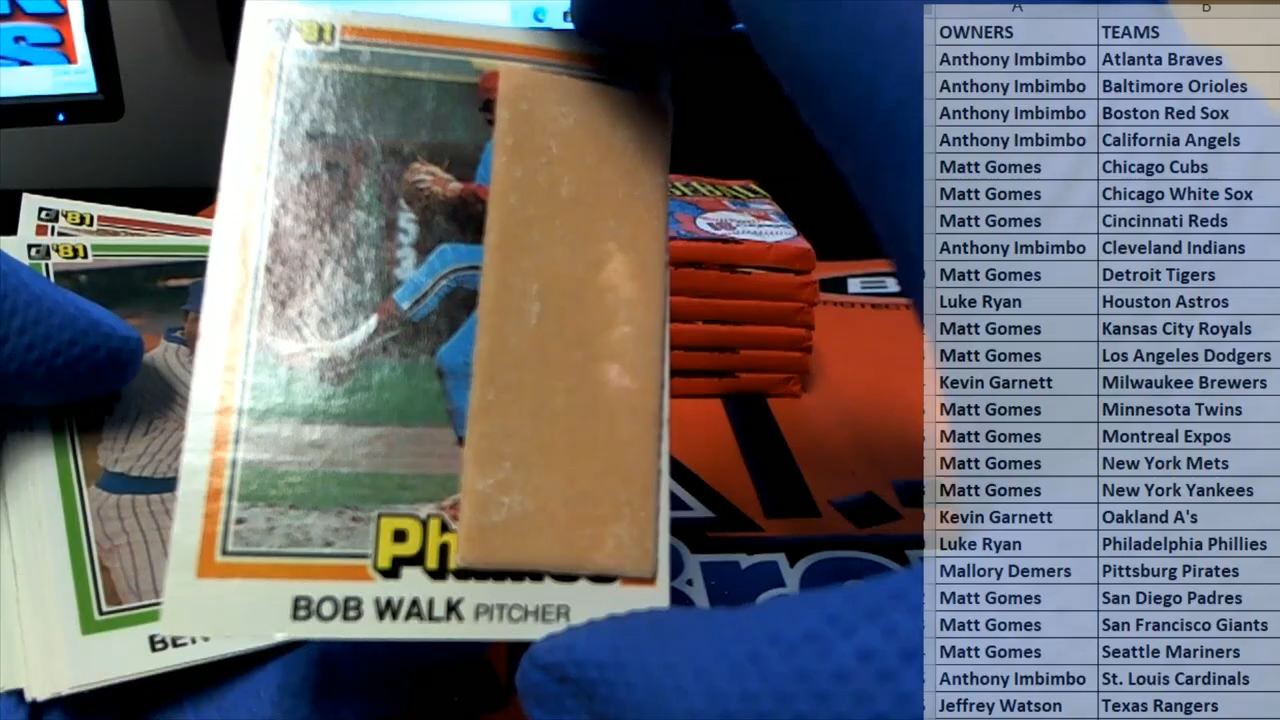 '81
BOB WALK PITCHER
Ph
'81
'81
BEN
BASEBALL
B
A B
OWNERS TEAMS
Anthony Imbimbo Atlanta Braves
Anthony Imbimbo Baltimore Orioles
Anthony Imbimbo Boston Red Sox
Anthony Imbimbo California Angels
Matt Gomes Chicago Cubs
Matt Gomes Chicago White Sox
Matt Gomes Cincinnati Reds
Anthony Imbimbo Cleveland Indians
Matt Gomes Detroit Tigers
Luke Ryan Houston Astros
Matt Gomes Kansas City Royals
Matt Gomes Los Angeles Dodgers
Kevin Garnett Milwaukee Brewers
Matt Gomes Minnesota Twins
Matt Gomes Montreal Expos
Matt Gomes New York Mets
Matt Gomes New York Yankees
Kevin Garnett Oakland A's
Luke Ryan Philadelphia Phillies
Mallory Demers Pittsburg Pirates
Matt Gomes San Diego Padres
Matt Gomes San Francisco Giants
Matt Gomes Seattle Mariners
Anthony Imbimbo St. Louis Cardinals
Jeffrey Watson Texas Rangers